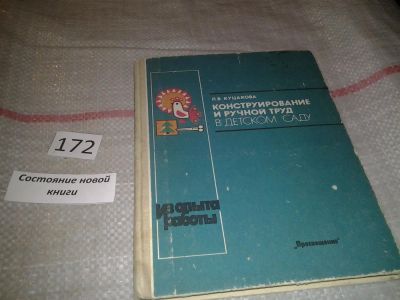 Л.В. КУЦАКОВА
КОНСТРУИРОВАНИЕ
И РУЧНОЙ ТРУД
В ДЕТСКОМ САДУ
172
Состояние новой
книги
Из опыта
работы
„Просвещение"